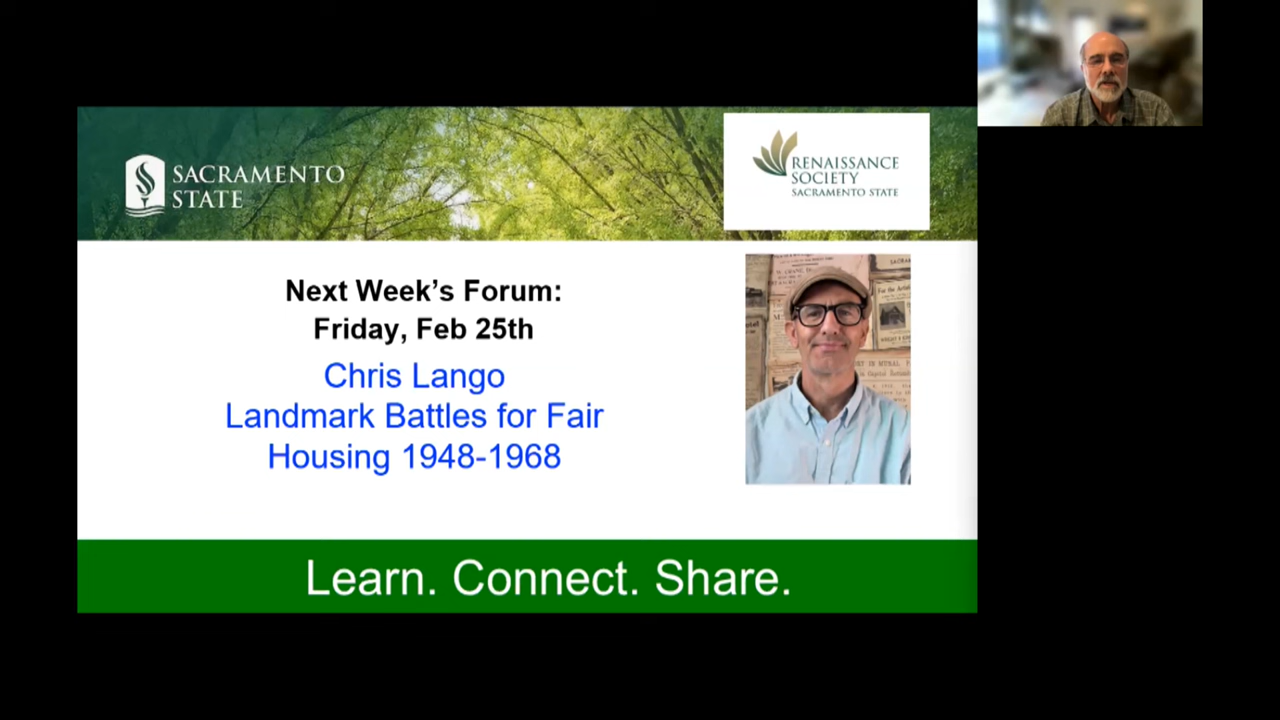 SACRAMENTO
STATE
RENAISSANCE
SOCIETY
SACRAMENTO STATE
Next Week's Forum:
Friday, Feb 25th
Chris Lango
Landmark Battles for Fair
Housing 1948-1968
Learn. Connect. Share.